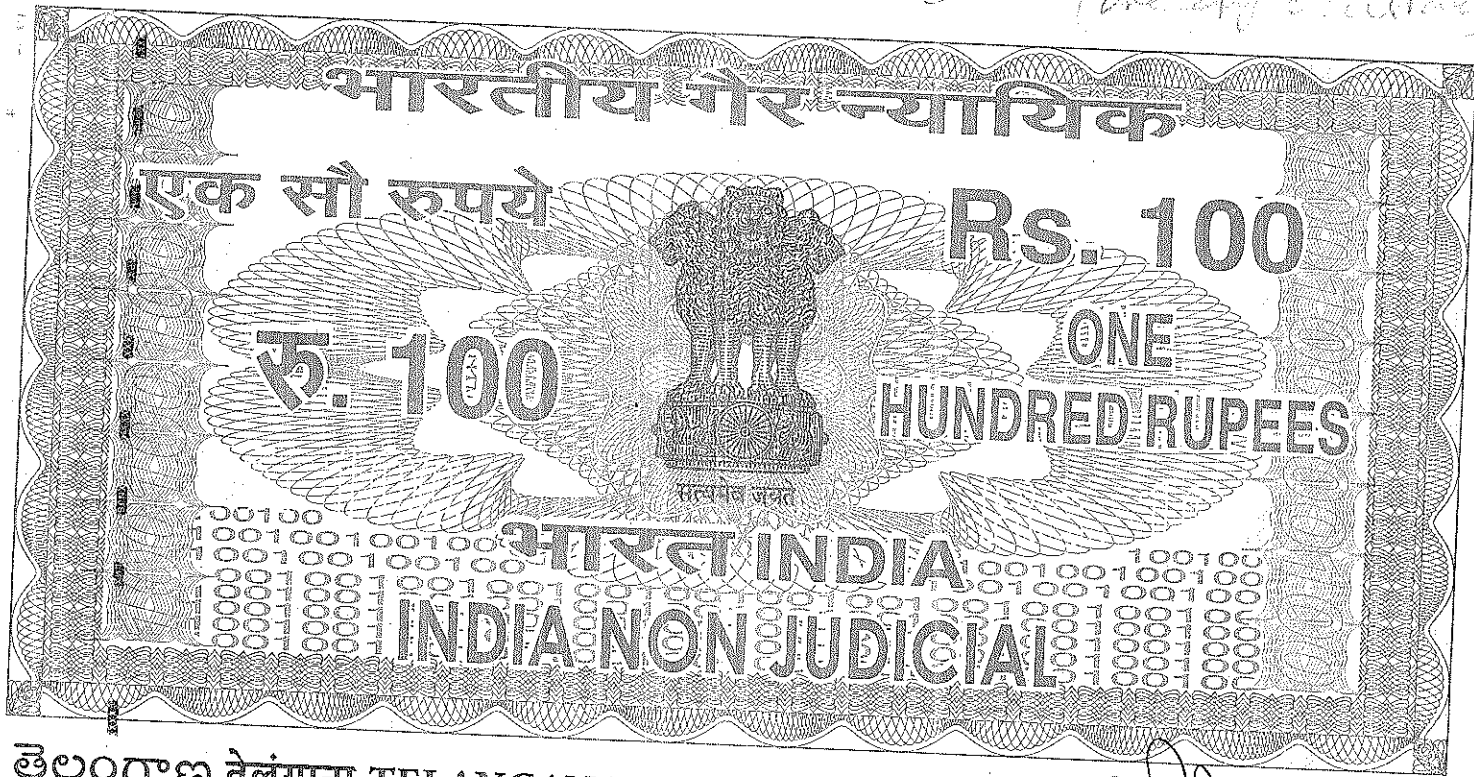 भारतीय गैर न्यायिक
एक सौ रुपये
Rs. 100
रु. 100
ONE
HUNDRED RUPEES
सत्यमेव जयते
भारत INDIA
INDIA NON JUDICIAL